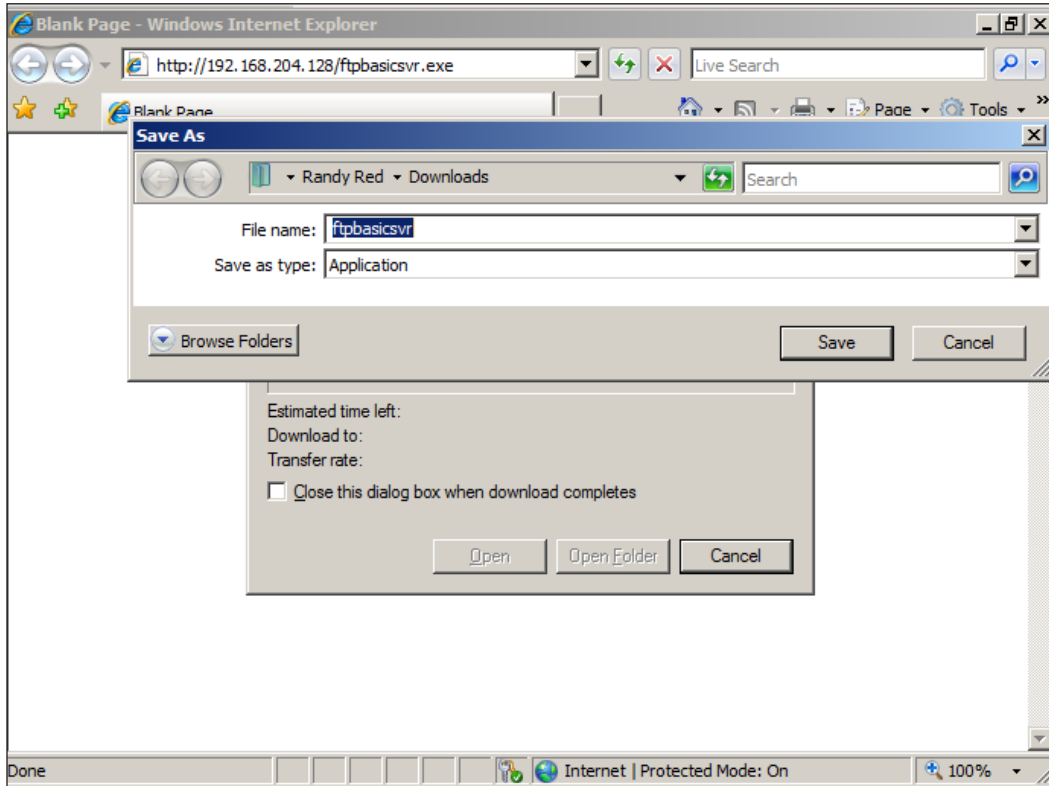 Blank Page - Windows Internet Explorer
http://192.168.204.128/ftpbasicsvr.exe
Live Search
Blank Page
Page
Tools
»
Save As
Randy Red
Downloads
Search
File name: ftpbasicsvr
Save as type: Application
Browse Folders
Save
Cancel
Estimated time left:
Download to:
Transfer rate:
Close this dialog box when download completes
Open
Open Folder
Cancel
Done
Internet | Protected Mode: On
100%